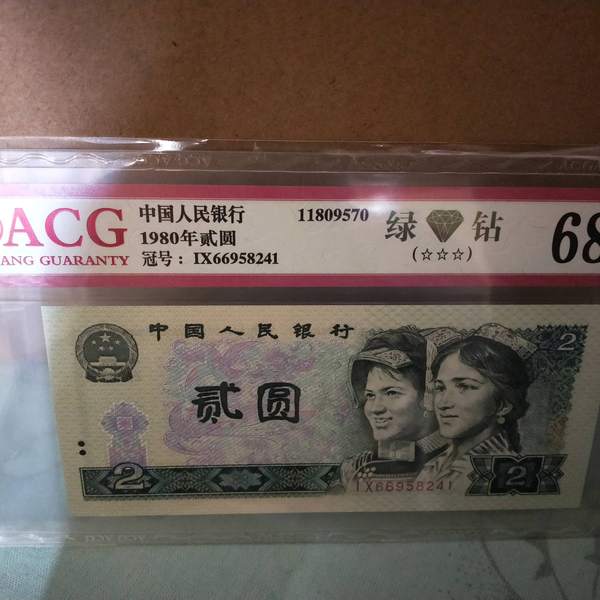 ACG
ANG GUARANTY
中国人民银行
1980年贰圆
冠号：IX66958241
11809570
绿 钻
(☆☆☆)
68
中国人民银行
贰圆
2
2
2
IX66958241